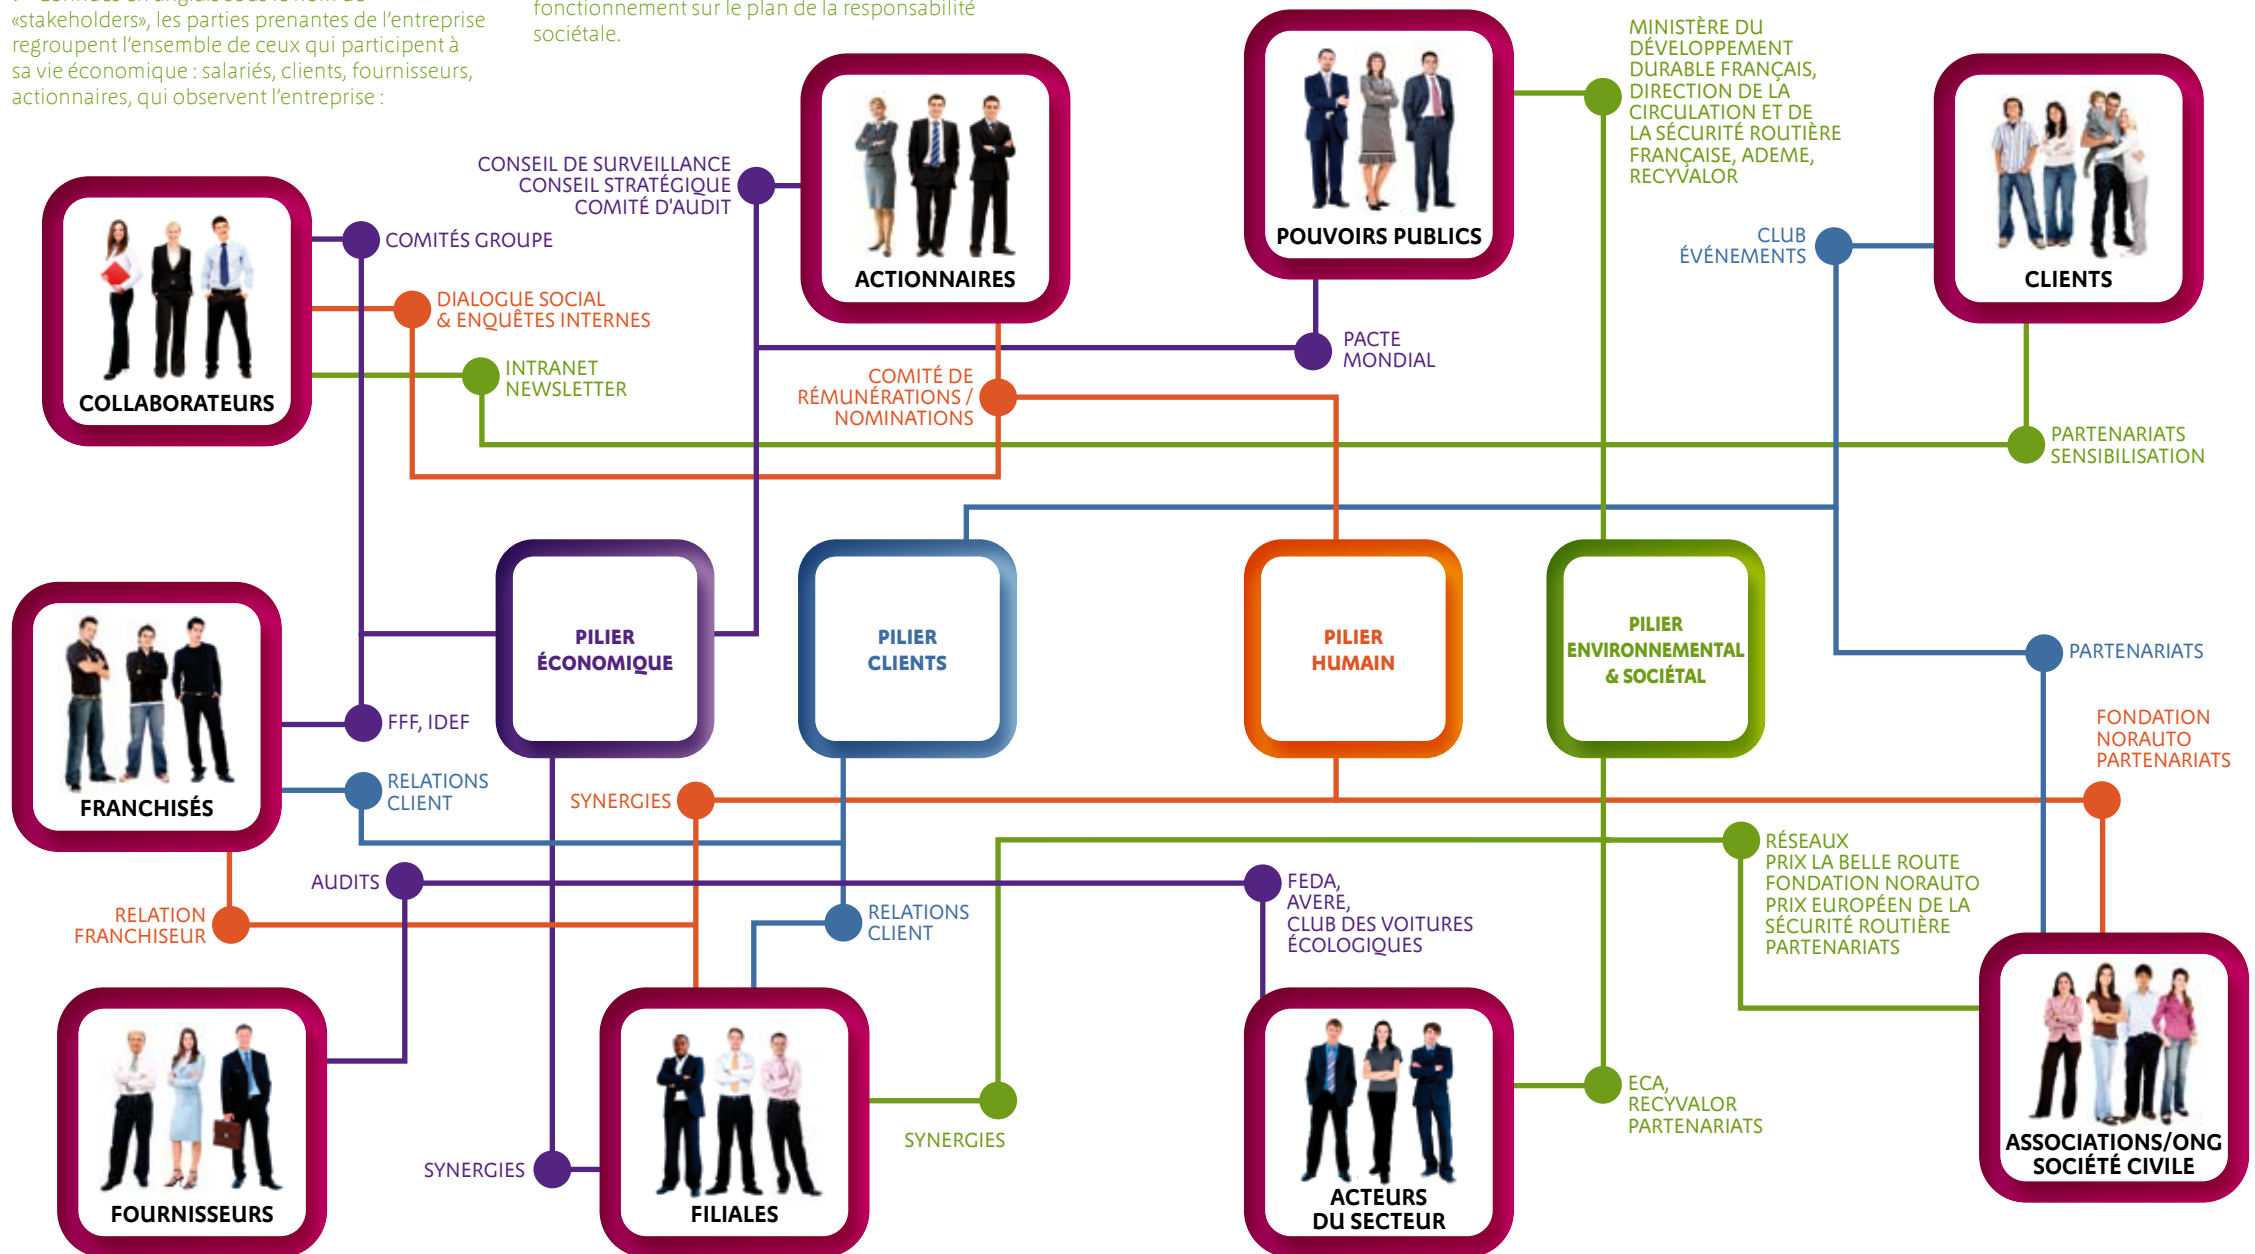 «stakeholders», les parties prenantes de l’entreprise
regroupent l’ensemble de ceux qui participent à
sa vie économique : salariés, clients, fournisseurs,
actionnaires, qui observent l’entreprise :
fonctionnement sur le plan de la responsabilité
sociétale.
MINISTÈRE DU
DÉVELOPPEMENT
DURABLE FRANÇAIS,
DIRECTION DE LA
CIRCULATION ET DE
LA SÉCURITÉ ROUTIÈRE
FRANÇAISE, ADEME,
RECYVALOR
CONSEIL DE SURVEILLANCE
CONSEIL STRATÉGIQUE
COMITÉ D'AUDIT
COMITÉS GROUPE
ACTIONNAIRES
POUVOIRS PUBLICS
CLUB
ÉVÉNEMENTS
CLIENTS
DIALOGUE SOCIAL
& ENQUÊTES INTERNES
INTRANET
NEWSLETTER
COLLABORATEURS
PACTE
MONDIAL
COMITÉ DE
RÉMUNÉRATIONS /
NOMINATIONS
PARTENARIATS
SENSIBILISATION
PILIER
ÉCONOMIQUE
PILIER
CLIENTS
PILIER
HUMAIN
PILIER
ENVIRONNEMENTAL
& SOCIÉTAL
PARTENARIATS
FFF, IDEF
FONDATION
NORAUTO
PARTENARIATS
RELATIONS
CLIENT
FRANCHISÉS
SYNERGIES
RÉSEAUX
PRIX LA BELLE ROUTE
FONDATION NORAUTO
PRIX EUROPÉEN DE LA
SÉCURITÉ ROUTIÈRE
PARTENARIATS
AUDITS
RELATION
FRANCHISEUR
RELATIONS
CLIENT
FEDA,
AVERE,
CLUB DES VOITURES
ÉCOLOGIQUES
ECA,
RECYVALOR
PARTENARIATS
SYNERGIES
SYNERGIES
ASSOCIATIONS/ONG
SOCIÉTÉ CIVILE
FOURNISSEURS
FILIALES
ACTEURS
DU SECTEUR